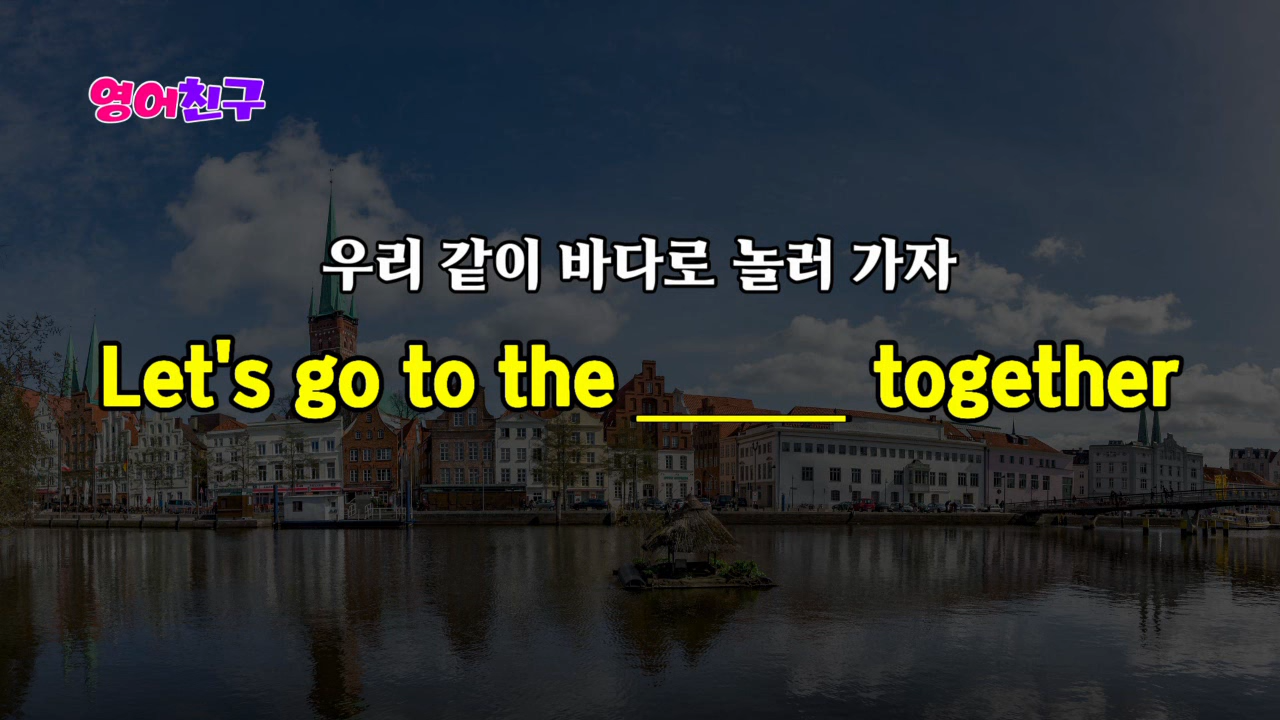 영어친구
우리 같이 바다로 놀러 가자
Let's go to the ______ together